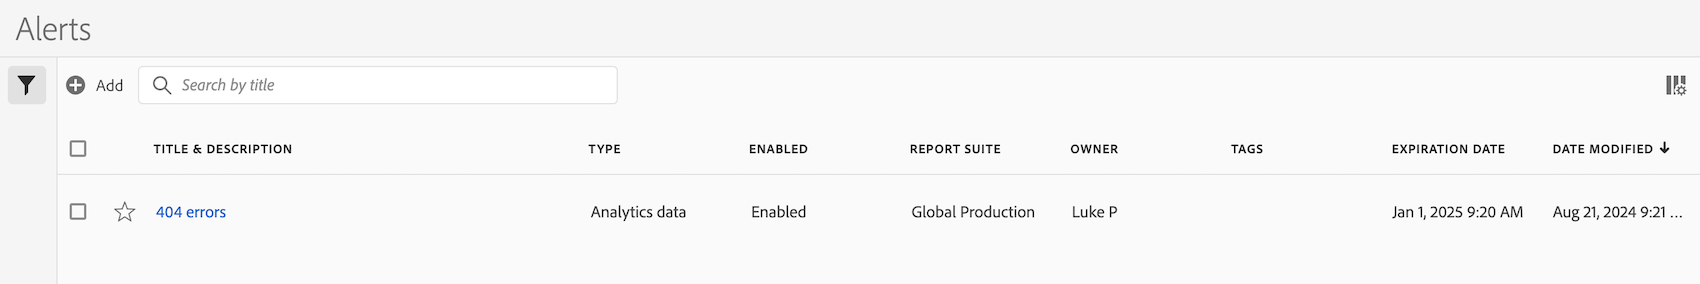 Alerts
Add Search by title
TITLE & DESCRIPTION TYPE ENABLED REPORT SUITE OWNER TAGS EXPIRATION DATE DATE MODIFIED
404 errors Analytics data Enabled Global Production Luke P Jan 1, 2025 9:20 AM Aug 21, 2024 9:21 ...